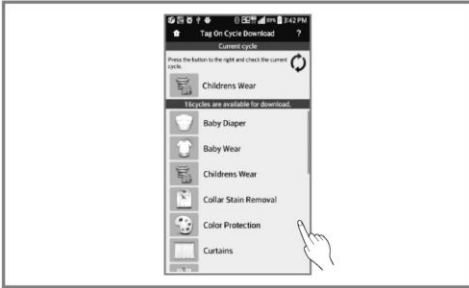 3:42 PM
Tag On Cycle Download ?
Current cycle
Press the button to the right and check the current
cycle.
Childrens Wear
16cycles are available for download.
Baby Diaper
Baby Wear
Childrens Wear
Collar Stain Removal
Color Protection
Curtains